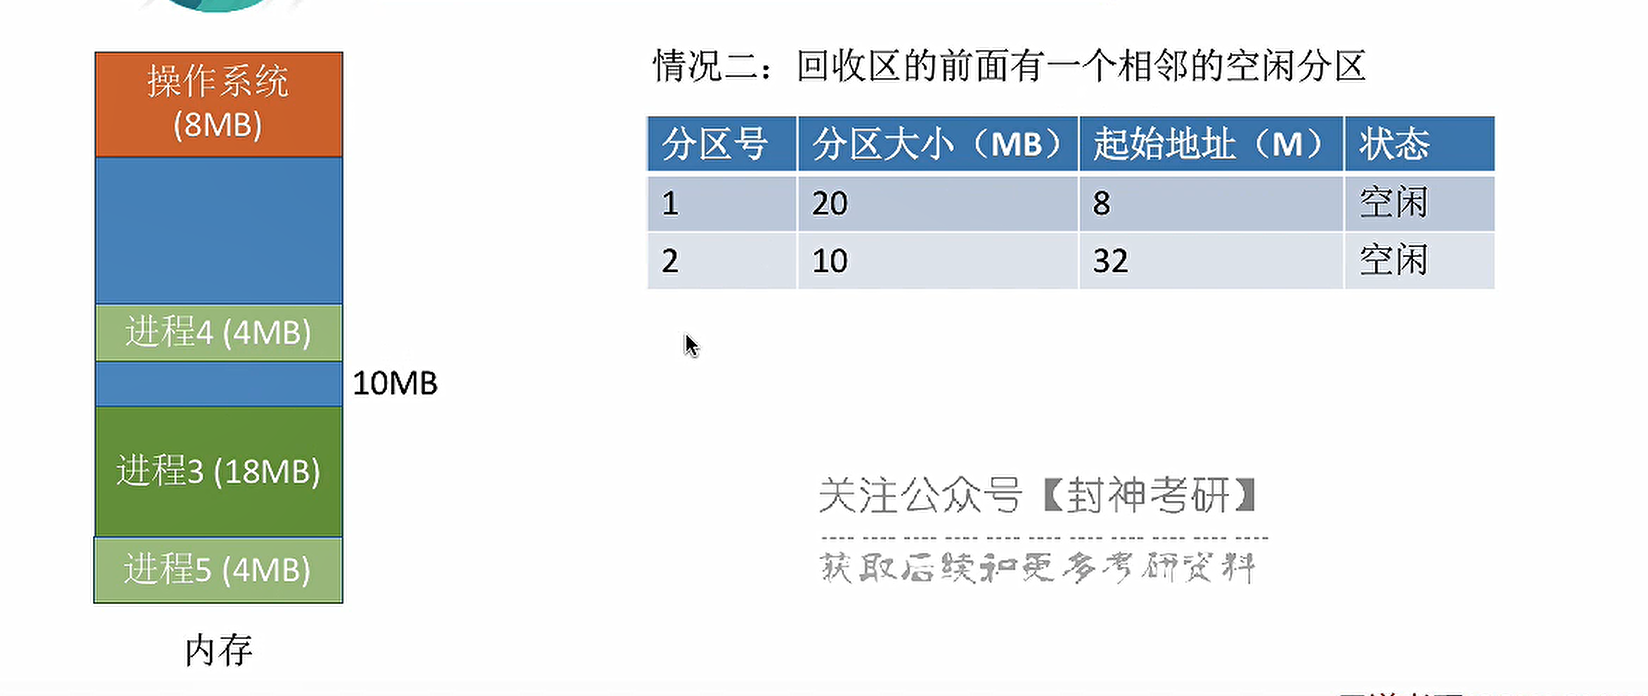 操作系统
(8MB)
进程4 (4MB)
10MB
进程3 (18MB)
进程5 (4MB)
内存
情况二：回收区的前面有一个相邻的空闲分区
分区号 分区大小（MB） 起始地址（M） 状态
1 20 8 空闲
2 10 32 空闲
关注公众号【封神考研】
获取后续和更多考研资料